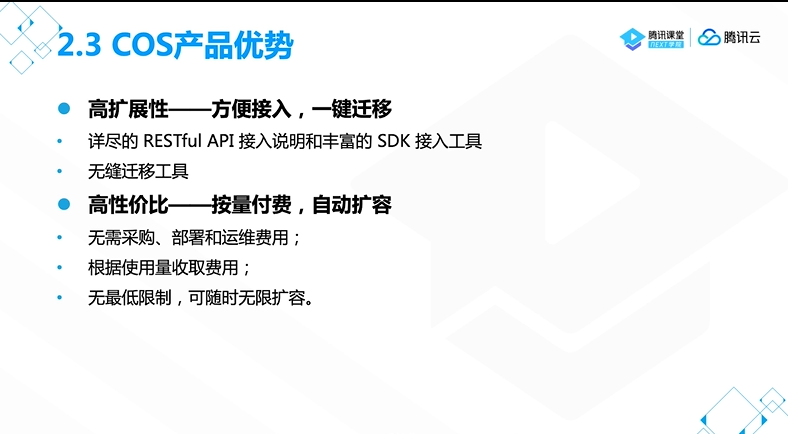 2.3 COS产品优势
腾讯课堂
NEXT学院
腾讯云
高扩展性——方便接入，一键迁移
详尽的 RESTful API 接入说明和丰富的 SDK 接入工具
无缝迁移工具
高性价比——按量付费，自动扩容
无需采购、部署和运维费用；
根据使用量收取费用；
无最低限制，可随时无限扩容。